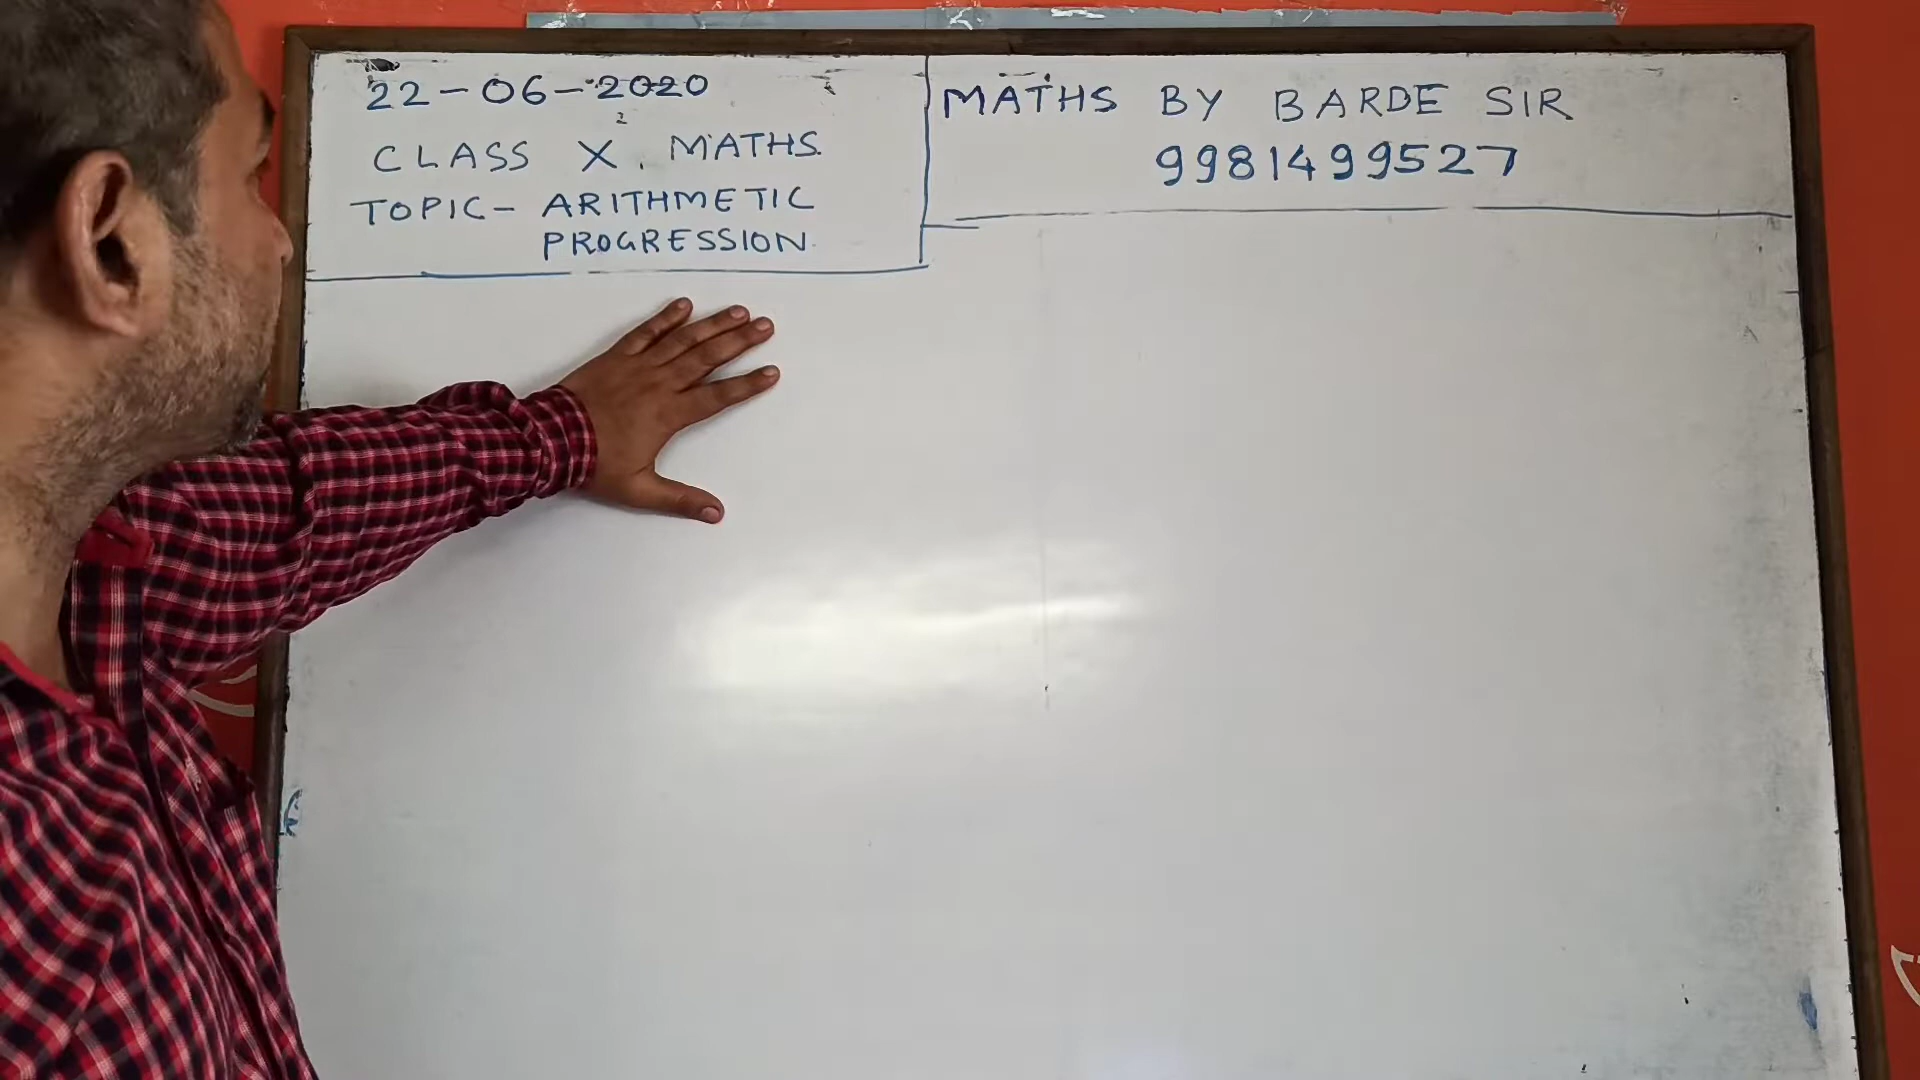 22-06-2020
CLASS X. MATHS.
TOPIC- ARITHMETIC
PROGRESSION.
MATHS BY BARDE SIR
9981499527